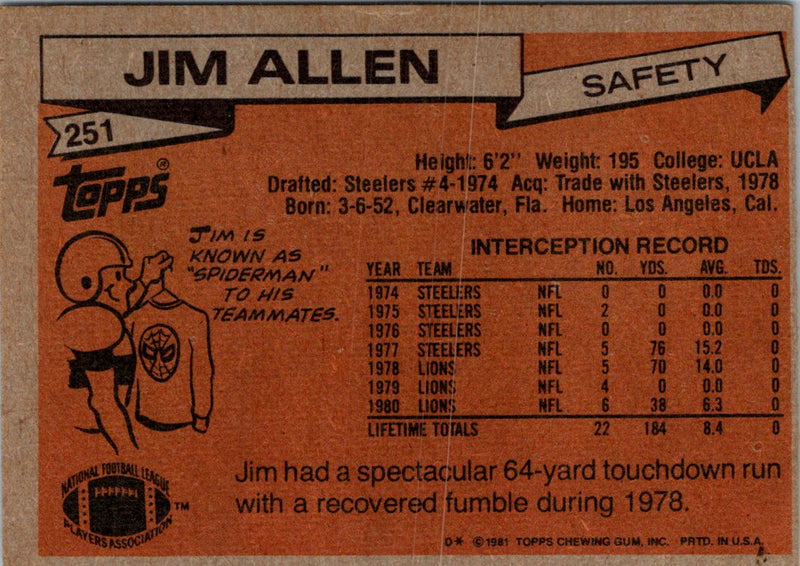 JIM ALLEN
SAFETY
251
Topps®
Height: 6'2" Weight: 195 College: UCLA
Drafted: Steelers #4-1974 Acq: Trade with Steelers, 1978
Born: 3-6-52, Clearwater, Fla. Home: Los Angeles, Cal.
JIM IS
KNOWN AS
"SPIDERMAN"
TO HIS
TEAMMATES.
INTERCEPTION RECORD
YEAR TEAM NO. YDS. AVG. TDS.
1974 STEELERS NFL 0 0 0.0 0
1975 STEELERS NFL 2 0 0.0 0
1976 STEELERS NFL 0 0 0.0 0
1977 STEELERS NFL 5 76 15.2 0
1978 LIONS NFL 5 70 14.0 0
1979 LIONS NFL 4 0 0.0 0
1980 LIONS NFL 6 38 6.3 0
LIFETIME TOTALS 22 184 8.4 0
NATIONAL FOOTBALL LEAGUE
PLAYERS ASSOCIATION
TM
Jim had a spectacular 64-yard touchdown run
with a recovered fumble during 1978.
D* © 1981 TOPPS CHEWING GUM, INC. PRTD. IN U.S.A.